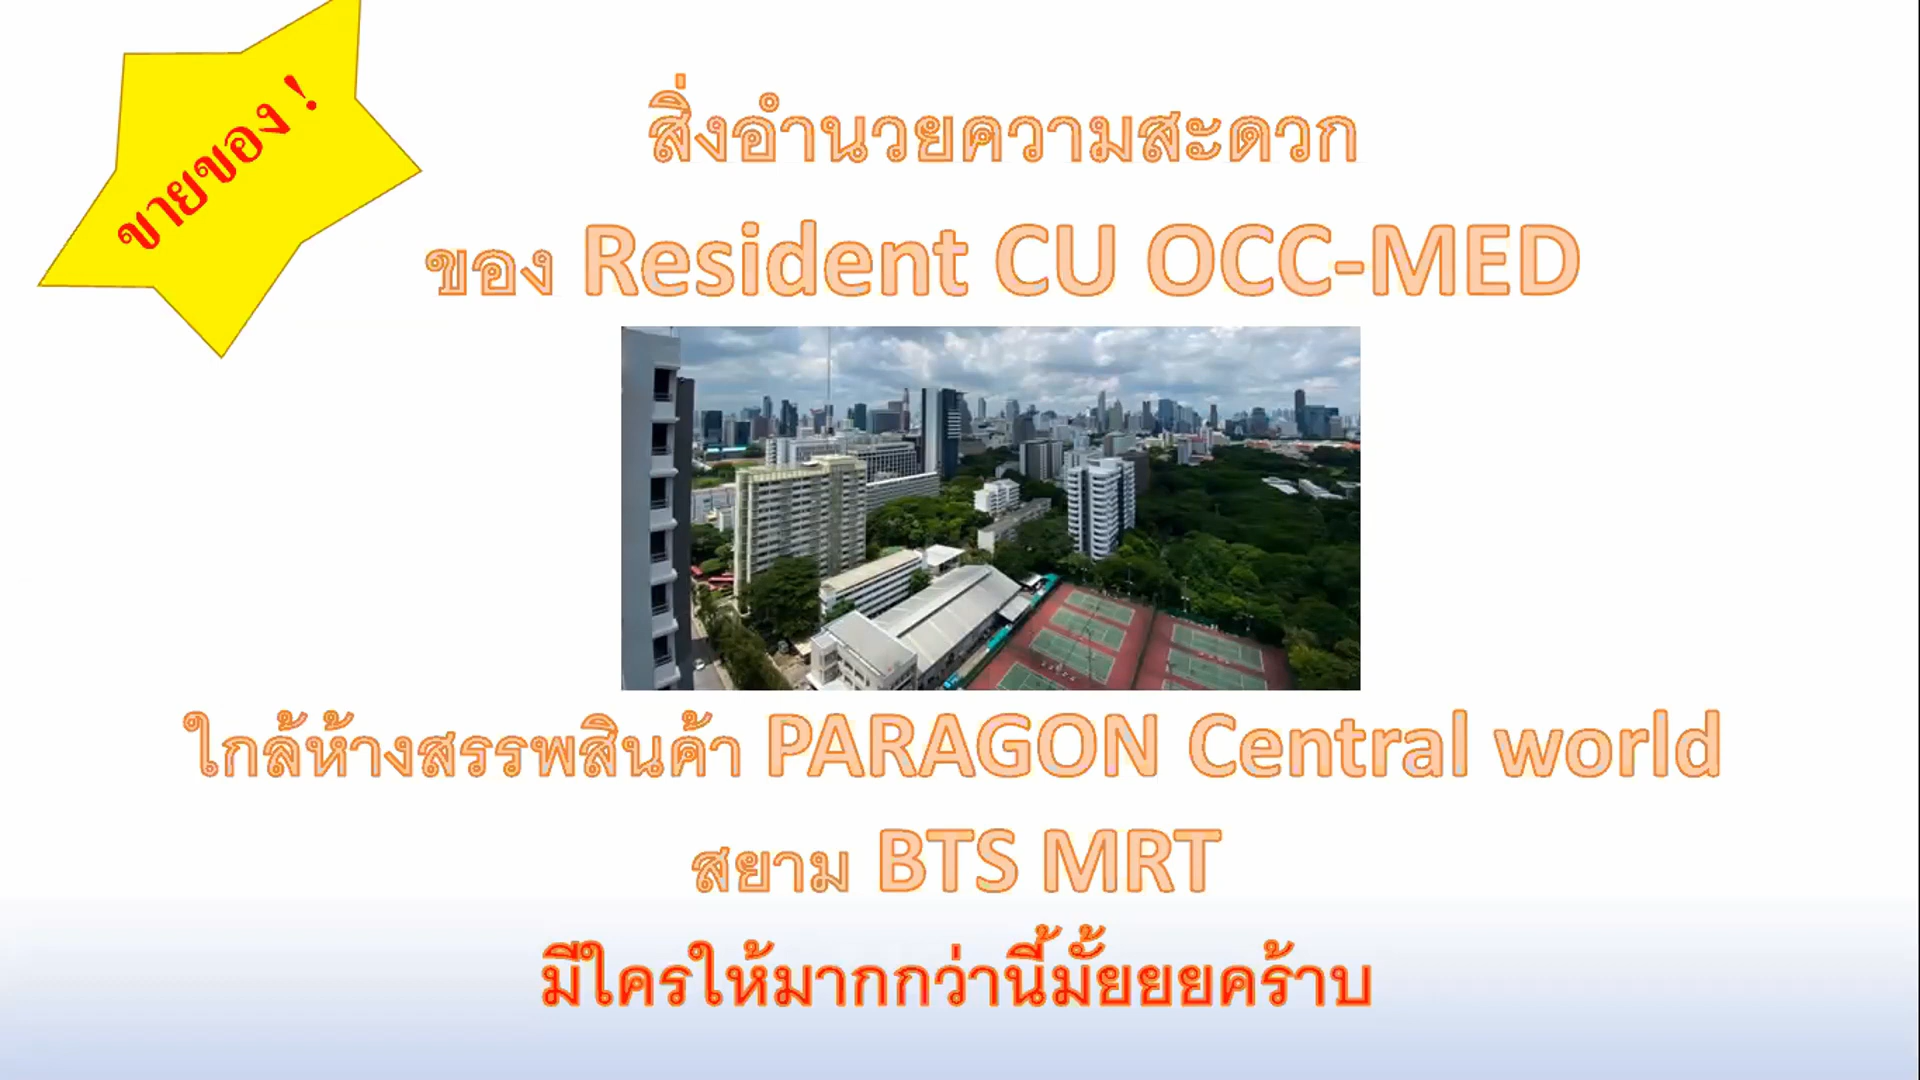 ขายของ !
สิ่งอำนวยความสะดวก
ของ Resident CU OCC-MED
ใกล้ห้างสรรพสินค้า PARAGON Central world
สยาม BTS MRT
มีใครให้มากกว่านี้มั้ยยยคร้าบ